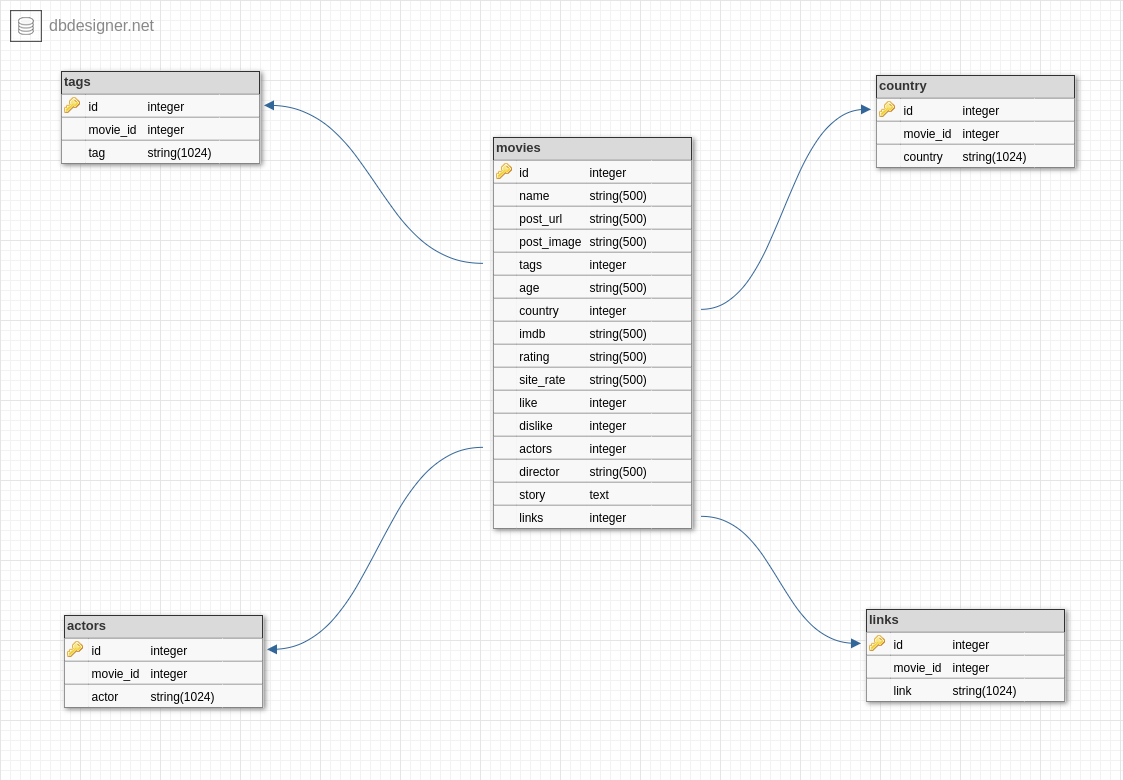 dbdesigner.net
tags
id integer
movie_id integer
tag string(1024)
country
id integer
movie_id integer
country string(1024)
movies
id integer
name string(500)
post_url string(500)
post_image string(500)
tags integer
age string(500)
country integer
imdb string(500)
rating string(500)
site_rate string(500)
like integer
dislike integer
actors integer
director string(500)
story text
links integer
actors
id integer
movie_id integer
actor string(1024)
links
id integer
movie_id integer
link string(1024)